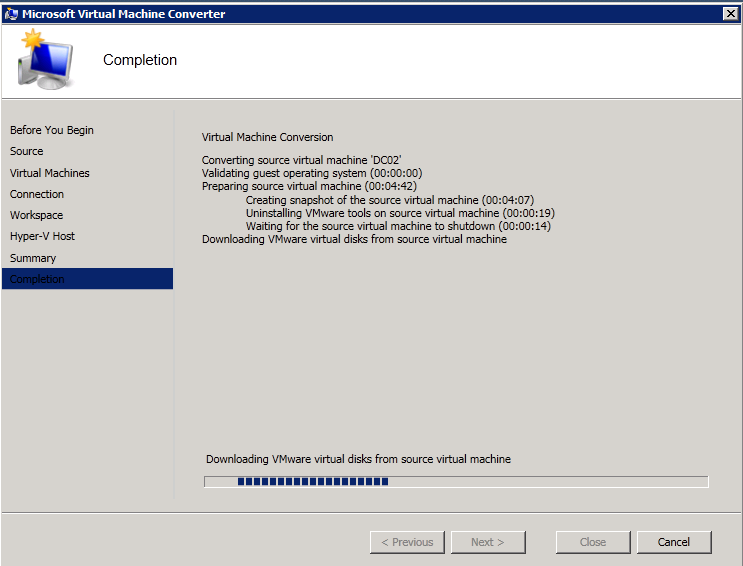 Microsoft Virtual Machine Converter
Completion
Before You Begin
Source
Virtual Machines
Connection
Workspace
Hyper-V Host
Summary
Completion
Virtual Machine Conversion
Converting source virtual machine 'DC02'
Validating guest operating system (00:00:00)
Preparing source virtual machine (00:04:42)
Creating snapshot of the source virtual machine (00:04:07)
Uninstalling VMware tools on source virtual machine (00:00:19)
Waiting for the source virtual machine to shutdown (00:00:14)
Downloading VMware virtual disks from source virtual machine
Downloading VMware virtual disks from source virtual machine
< Previous
Next >
Close
Cancel